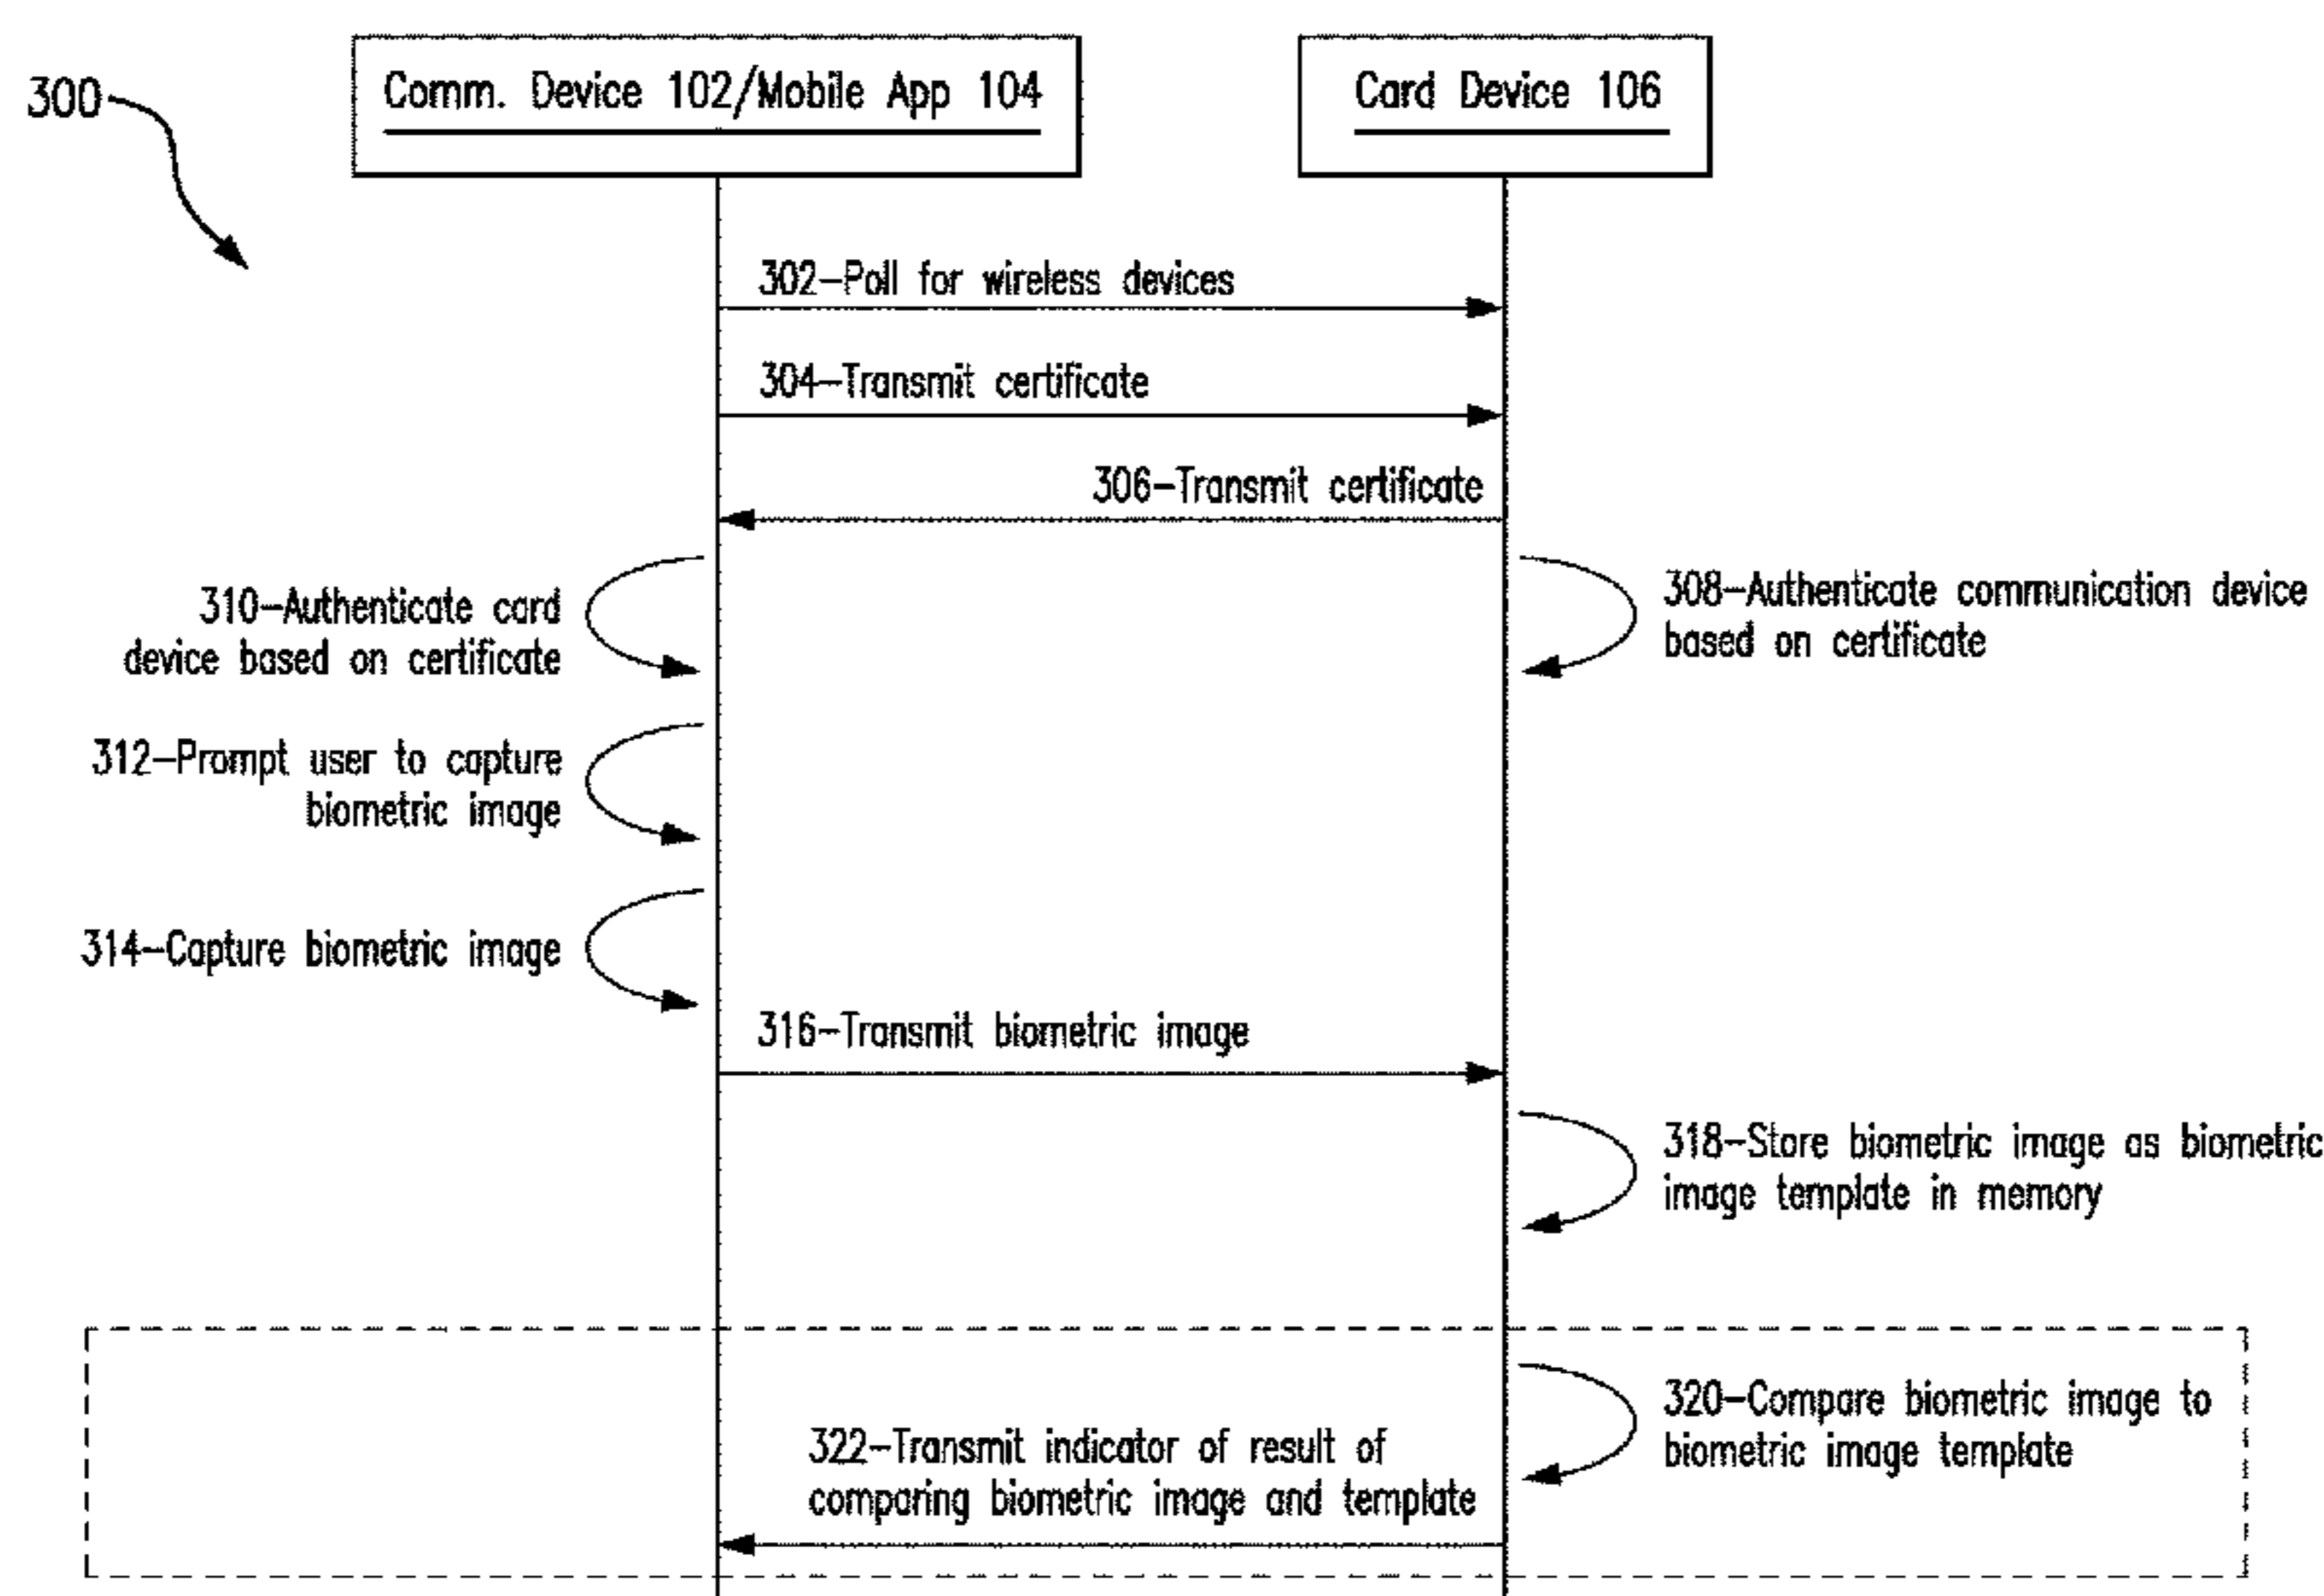 300
Comm. Device 102/Mobile App 104
Card Device 106
302–Poll for wireless devices
304–Transmit certificate
306–Transmit certificate
310–Authenticate card
device based on certificate
308–Authenticate communication device
based on certificate
312–Prompt user to capture
biometric image
314–Capture biometric image
316–Transmit biometric image
318–Store biometric image as biometric
image template in memory
320–Compare biometric image to
biometric image template
322–Transmit indicator of result of
comparing biometric image and template